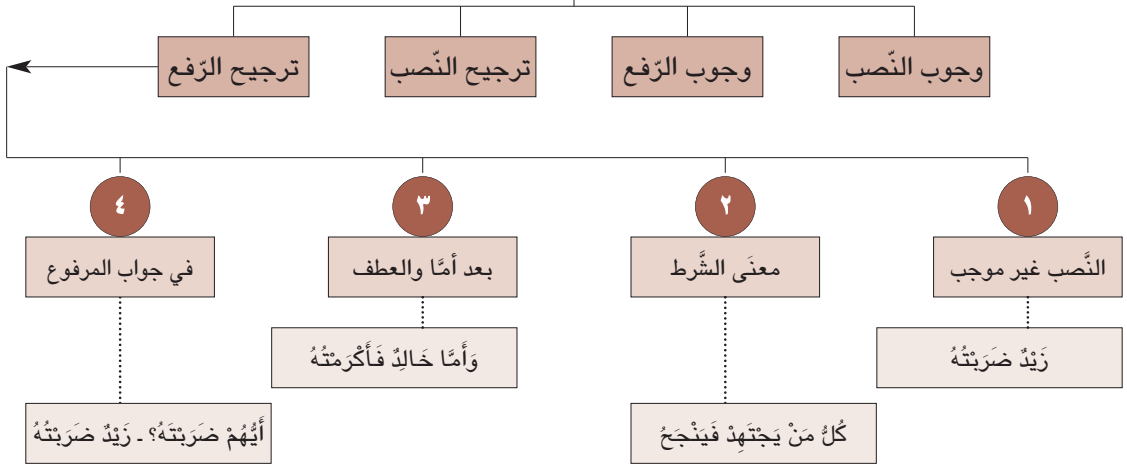 وجوب النّصب
وجوب الرّفع
ترجيح النّصب
ترجيح الرّفع
١
٢
٣
٤
النَّصب غير موجب
معنَى الشَّرط
بعد أمَّا والعطف
في جواب المرفوع
زَيْدٌ ضَرَبْتُهُ
وَأَمَّا خَالِدٌ فَأَكْرَمْتُهُ
كُلُّ مَنْ يَجْتَهِدْ فَيَنْجَحُ
أَيُّهُمْ ضَرَبْتَهُ؟ ـ زَيْدٌ ضَرَبْتُهُ